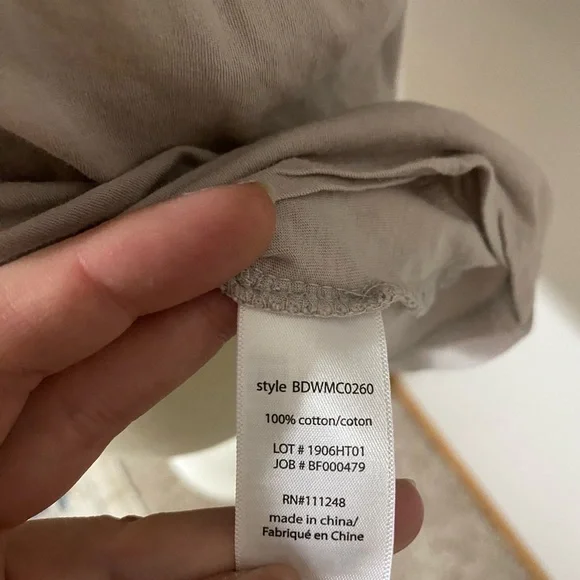 style BDWMC0260
100% cotton/coton
LOT # 1906HT01
JOB # BF000479
RN#111248
made in china/
Fabriqué en Chine